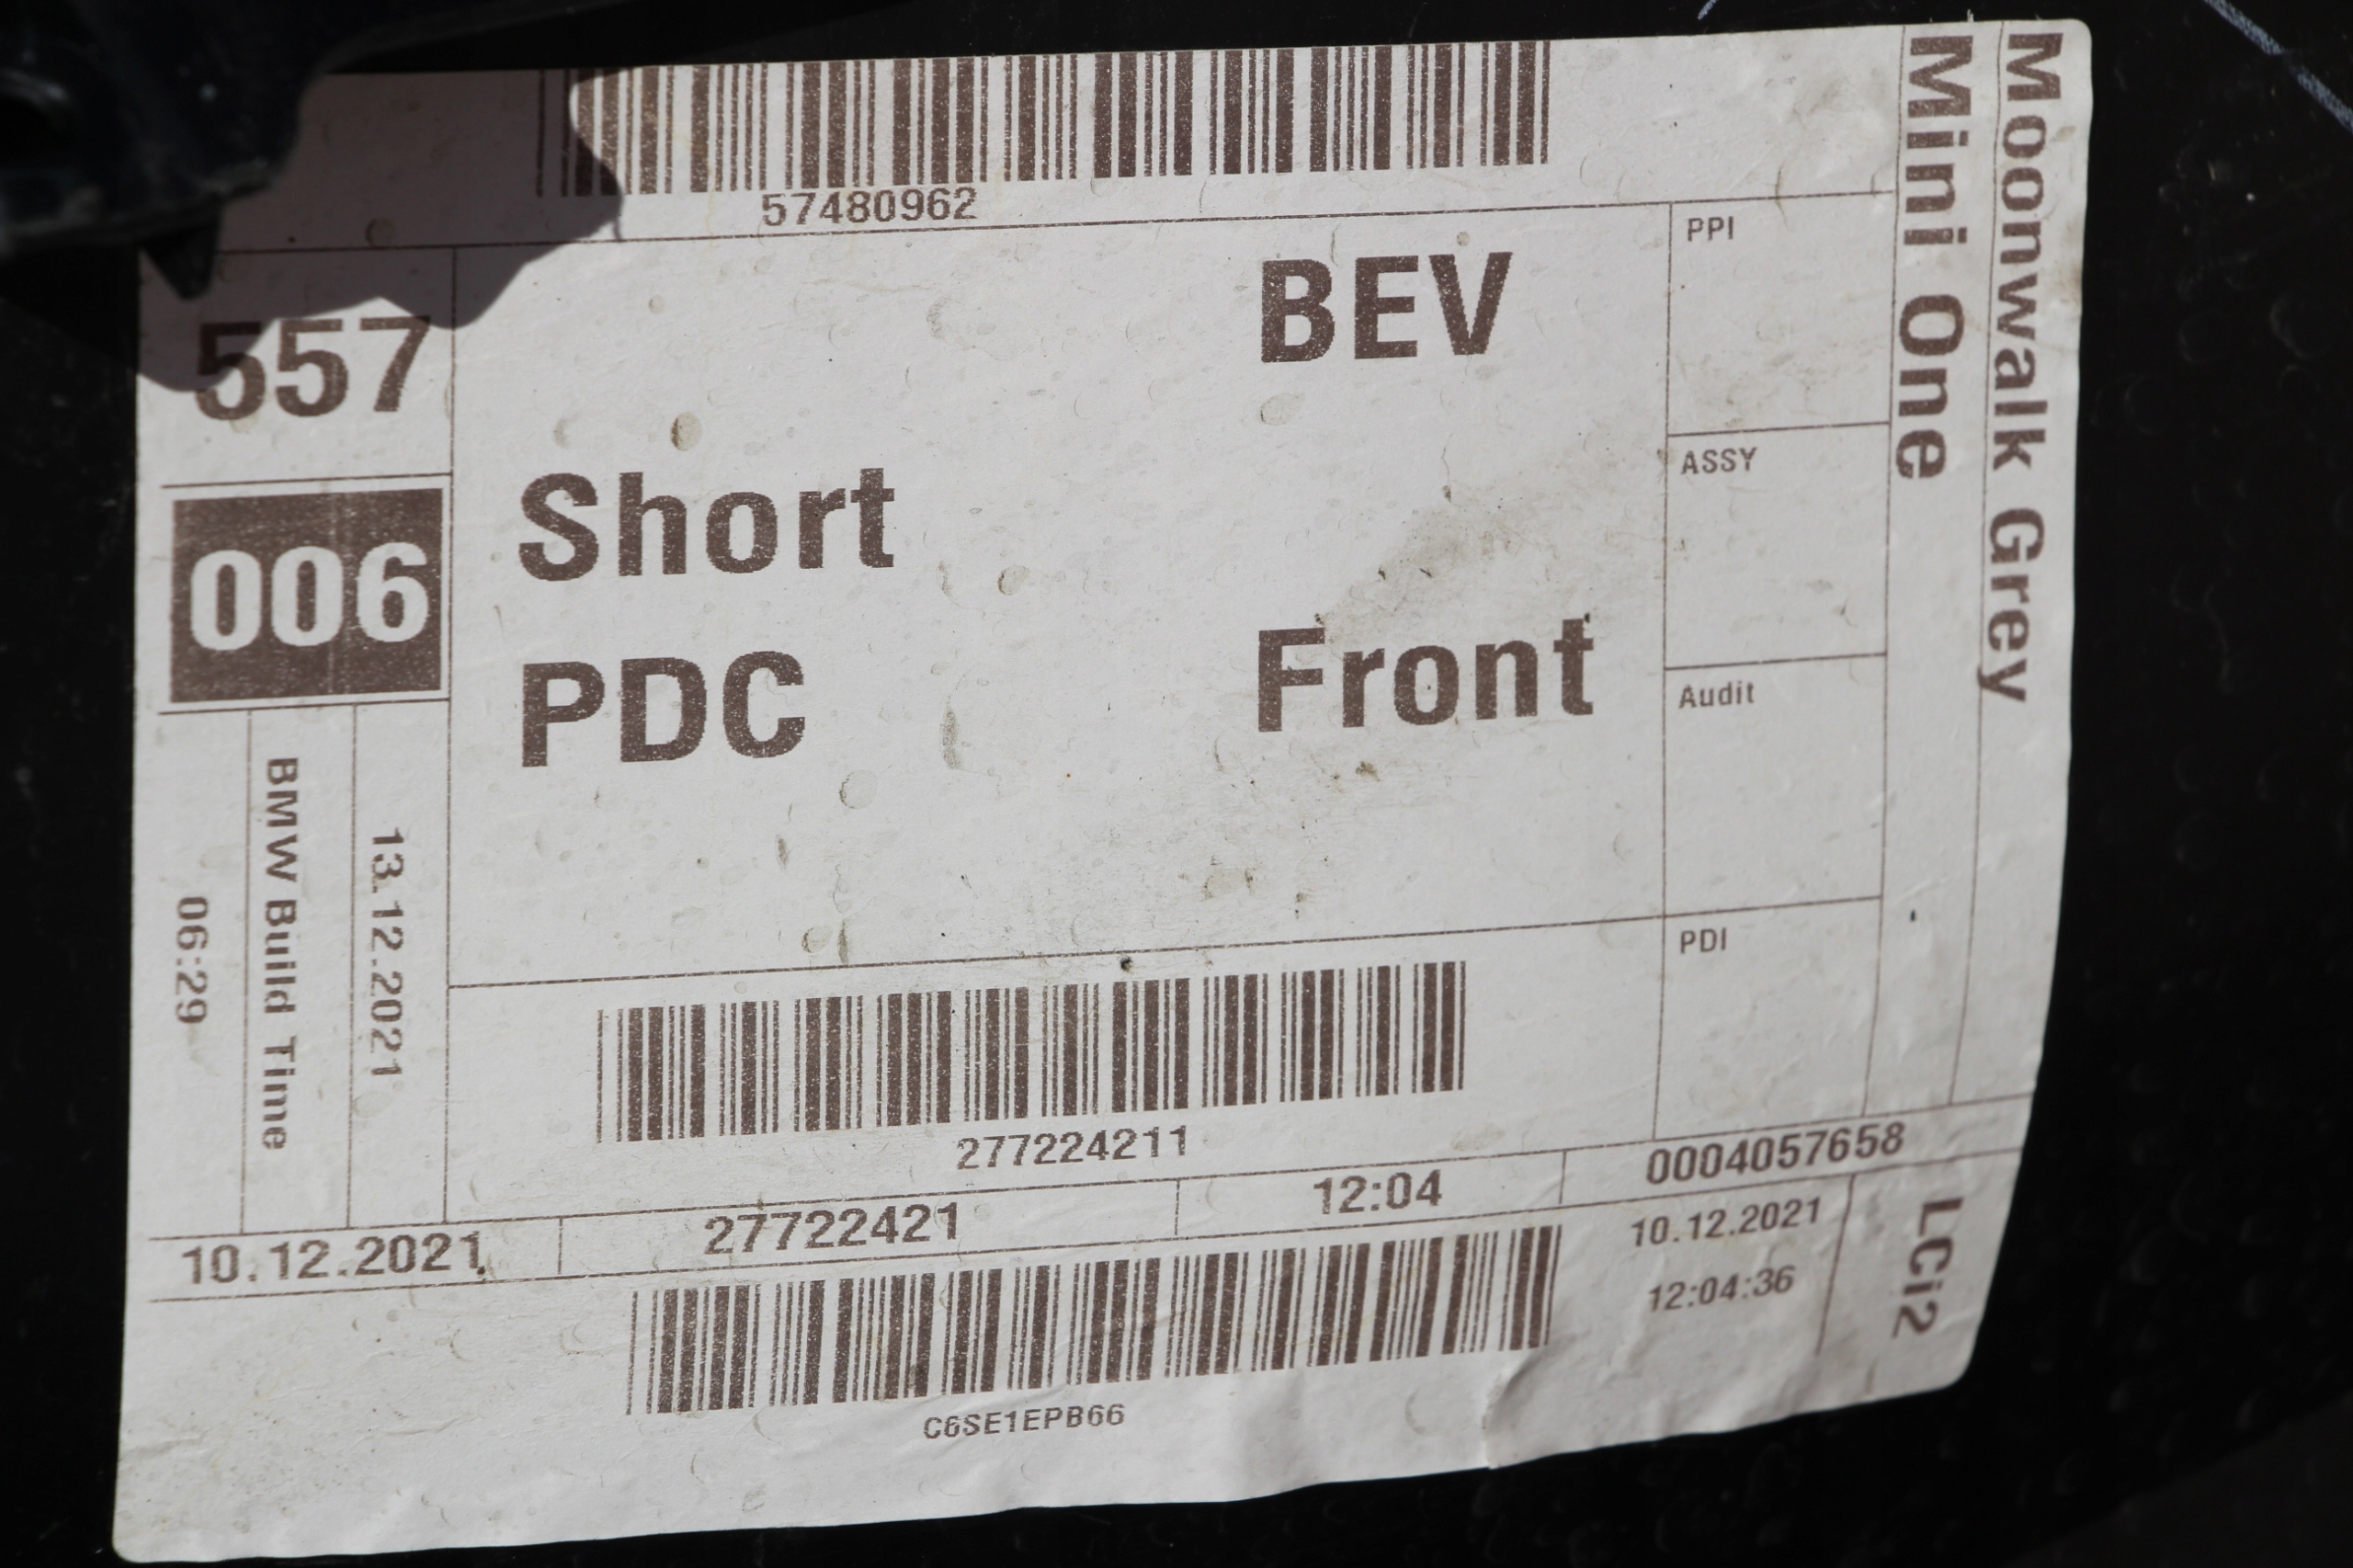 57480962
557
BEV
PPI
Mini One
Moonwalk Grey
006
Short
ASSY
PDC
Front
Audit
13.12.2021
BMW Build Time
06:29
PDI
277224211
10.12.2021
27722421
12:04
0004057658
10.12.2021
12:04:36
LCi2
C6SE1EPB66